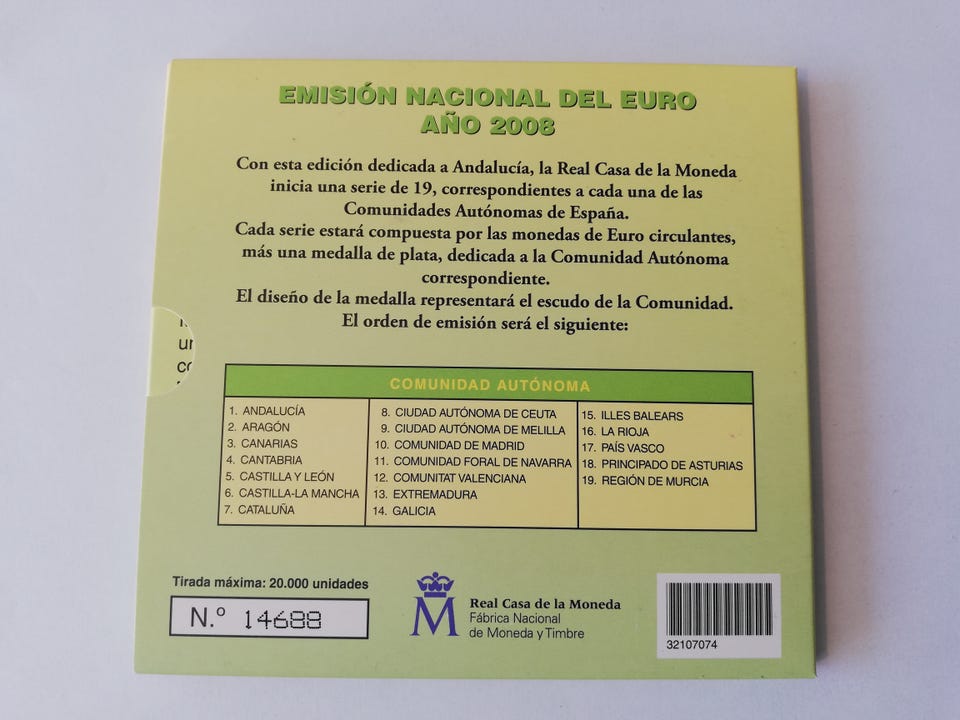 EMISIÓN NACIONAL DEL EURO
AÑO 2008
Con esta edición dedicada a Andalucía, la Real Casa de la Moneda
inicia una serie de 19, correspondientes a cada una de las
Comunidades Autónomas de España.
Cada serie estará compuesta por las monedas de Euro circulantes,
más una medalla de plata, dedicada a la Comunidad Autónoma
correspondiente.
El diseño de la medalla representará el escudo de la Comunidad.
El orden de emisión será el siguiente:
COMUNIDAD AUTÓNOMA
1. ANDALUCÍA
2. ARAGÓN
3. CANARIAS
4. CANTABRIA
5. CASTILLA Y LEÓN
6. CASTILLA-LA MANCHA
7. CATALUÑA
8. CIUDAD AUTÓNOMA DE CEUTA
9. CIUDAD AUTÓNOMA DE MELILLA
10. COMUNIDAD DE MADRID
11. COMUNIDAD FORAL DE NAVARRA
12. COMUNITAT VALENCIANA
13. EXTREMADURA
14. GALICIA
15. ILLES BALEARS
16. LA RIOJA
17. PAÍS VASCO
18. PRINCIPADO DE ASTURIAS
19. REGIÓN DE MURCIA
Tirada máxima: 20.000 unidades
N.º 14688
M
Real Casa de la Moneda
Fábrica Nacional
de Moneda y Timbre
32107074